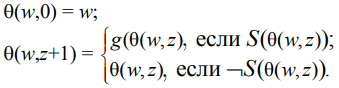 θ(w,0) = w;
θ(w,z+1) = { g(θ(w,z), если S(θ(w,z));
θ(w,z), если ¬S(θ(w,z)).